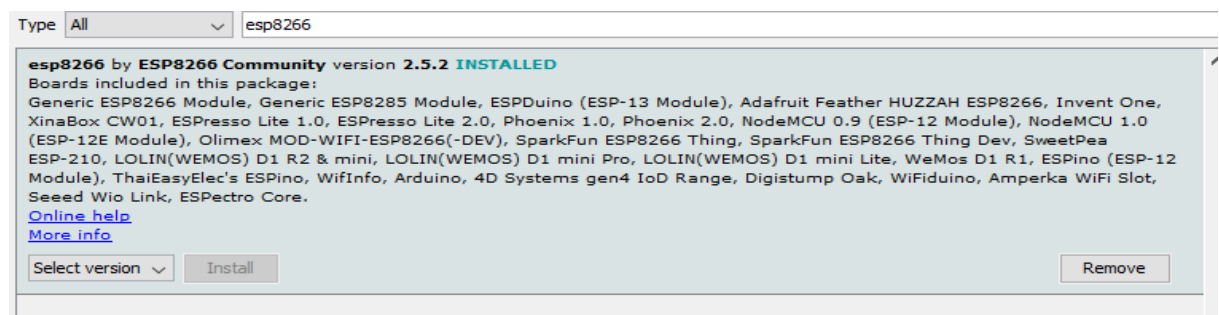 Type All esp8266
esp8266 by ESP8266 Community version 2.5.2 INSTALLED
Boards included in this package:
Generic ESP8266 Module, Generic ESP8285 Module, ESPDuino (ESP-13 Module), Adafruit Feather HUZZAH ESP8266, Invent One,
XinaBox CW01, ESPresso Lite 1.0, ESPresso Lite 2.0, Phoenix 1.0, Phoenix 2.0, NodeMCU 0.9 (ESP-12 Module), NodeMCU 1.0
(ESP-12E Module), Olimex MOD-WIFI-ESP8266(-DEV), SparkFun ESP8266 Thing, SparkFun ESP8266 Thing Dev, SweetPea
ESP-210, LOLIN(WEMOS) D1 R2 & mini, LOLIN(WEMOS) D1 mini Pro, LOLIN(WEMOS) D1 mini Lite, WeMos D1 R1, ESPino (ESP-12
Module), ThaiEasyElec's ESPino, WifInfo, Arduino, 4D Systems gen4 IoD Range, Digistump Oak, WiFiduino, Amperka WiFi Slot,
Seeed Wio Link, ESPectro Core.
Online help
More info
Select version Install Remove